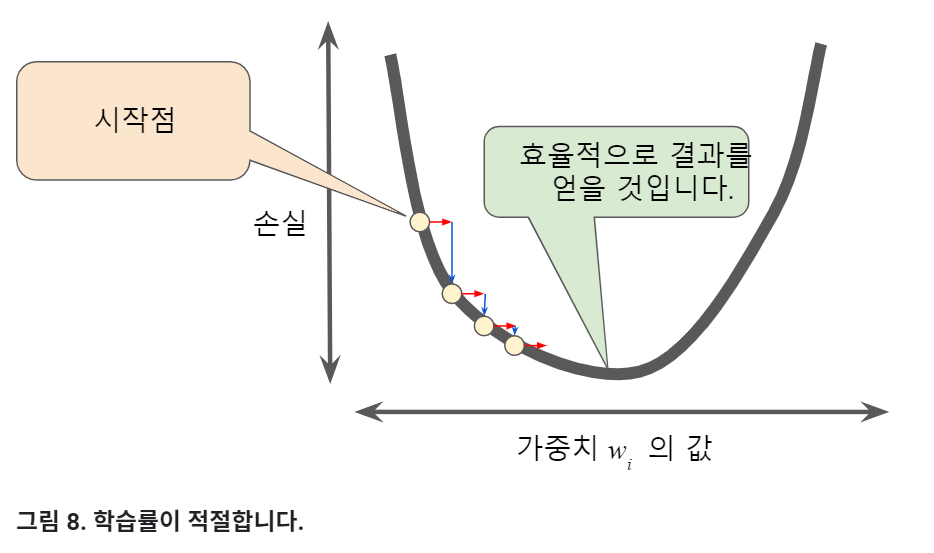 시작점
효율적으로 결과를
얻을 것입니다.
손실
가중치 wᵢ 의 값
그림 8. 학습률이 적절합니다.